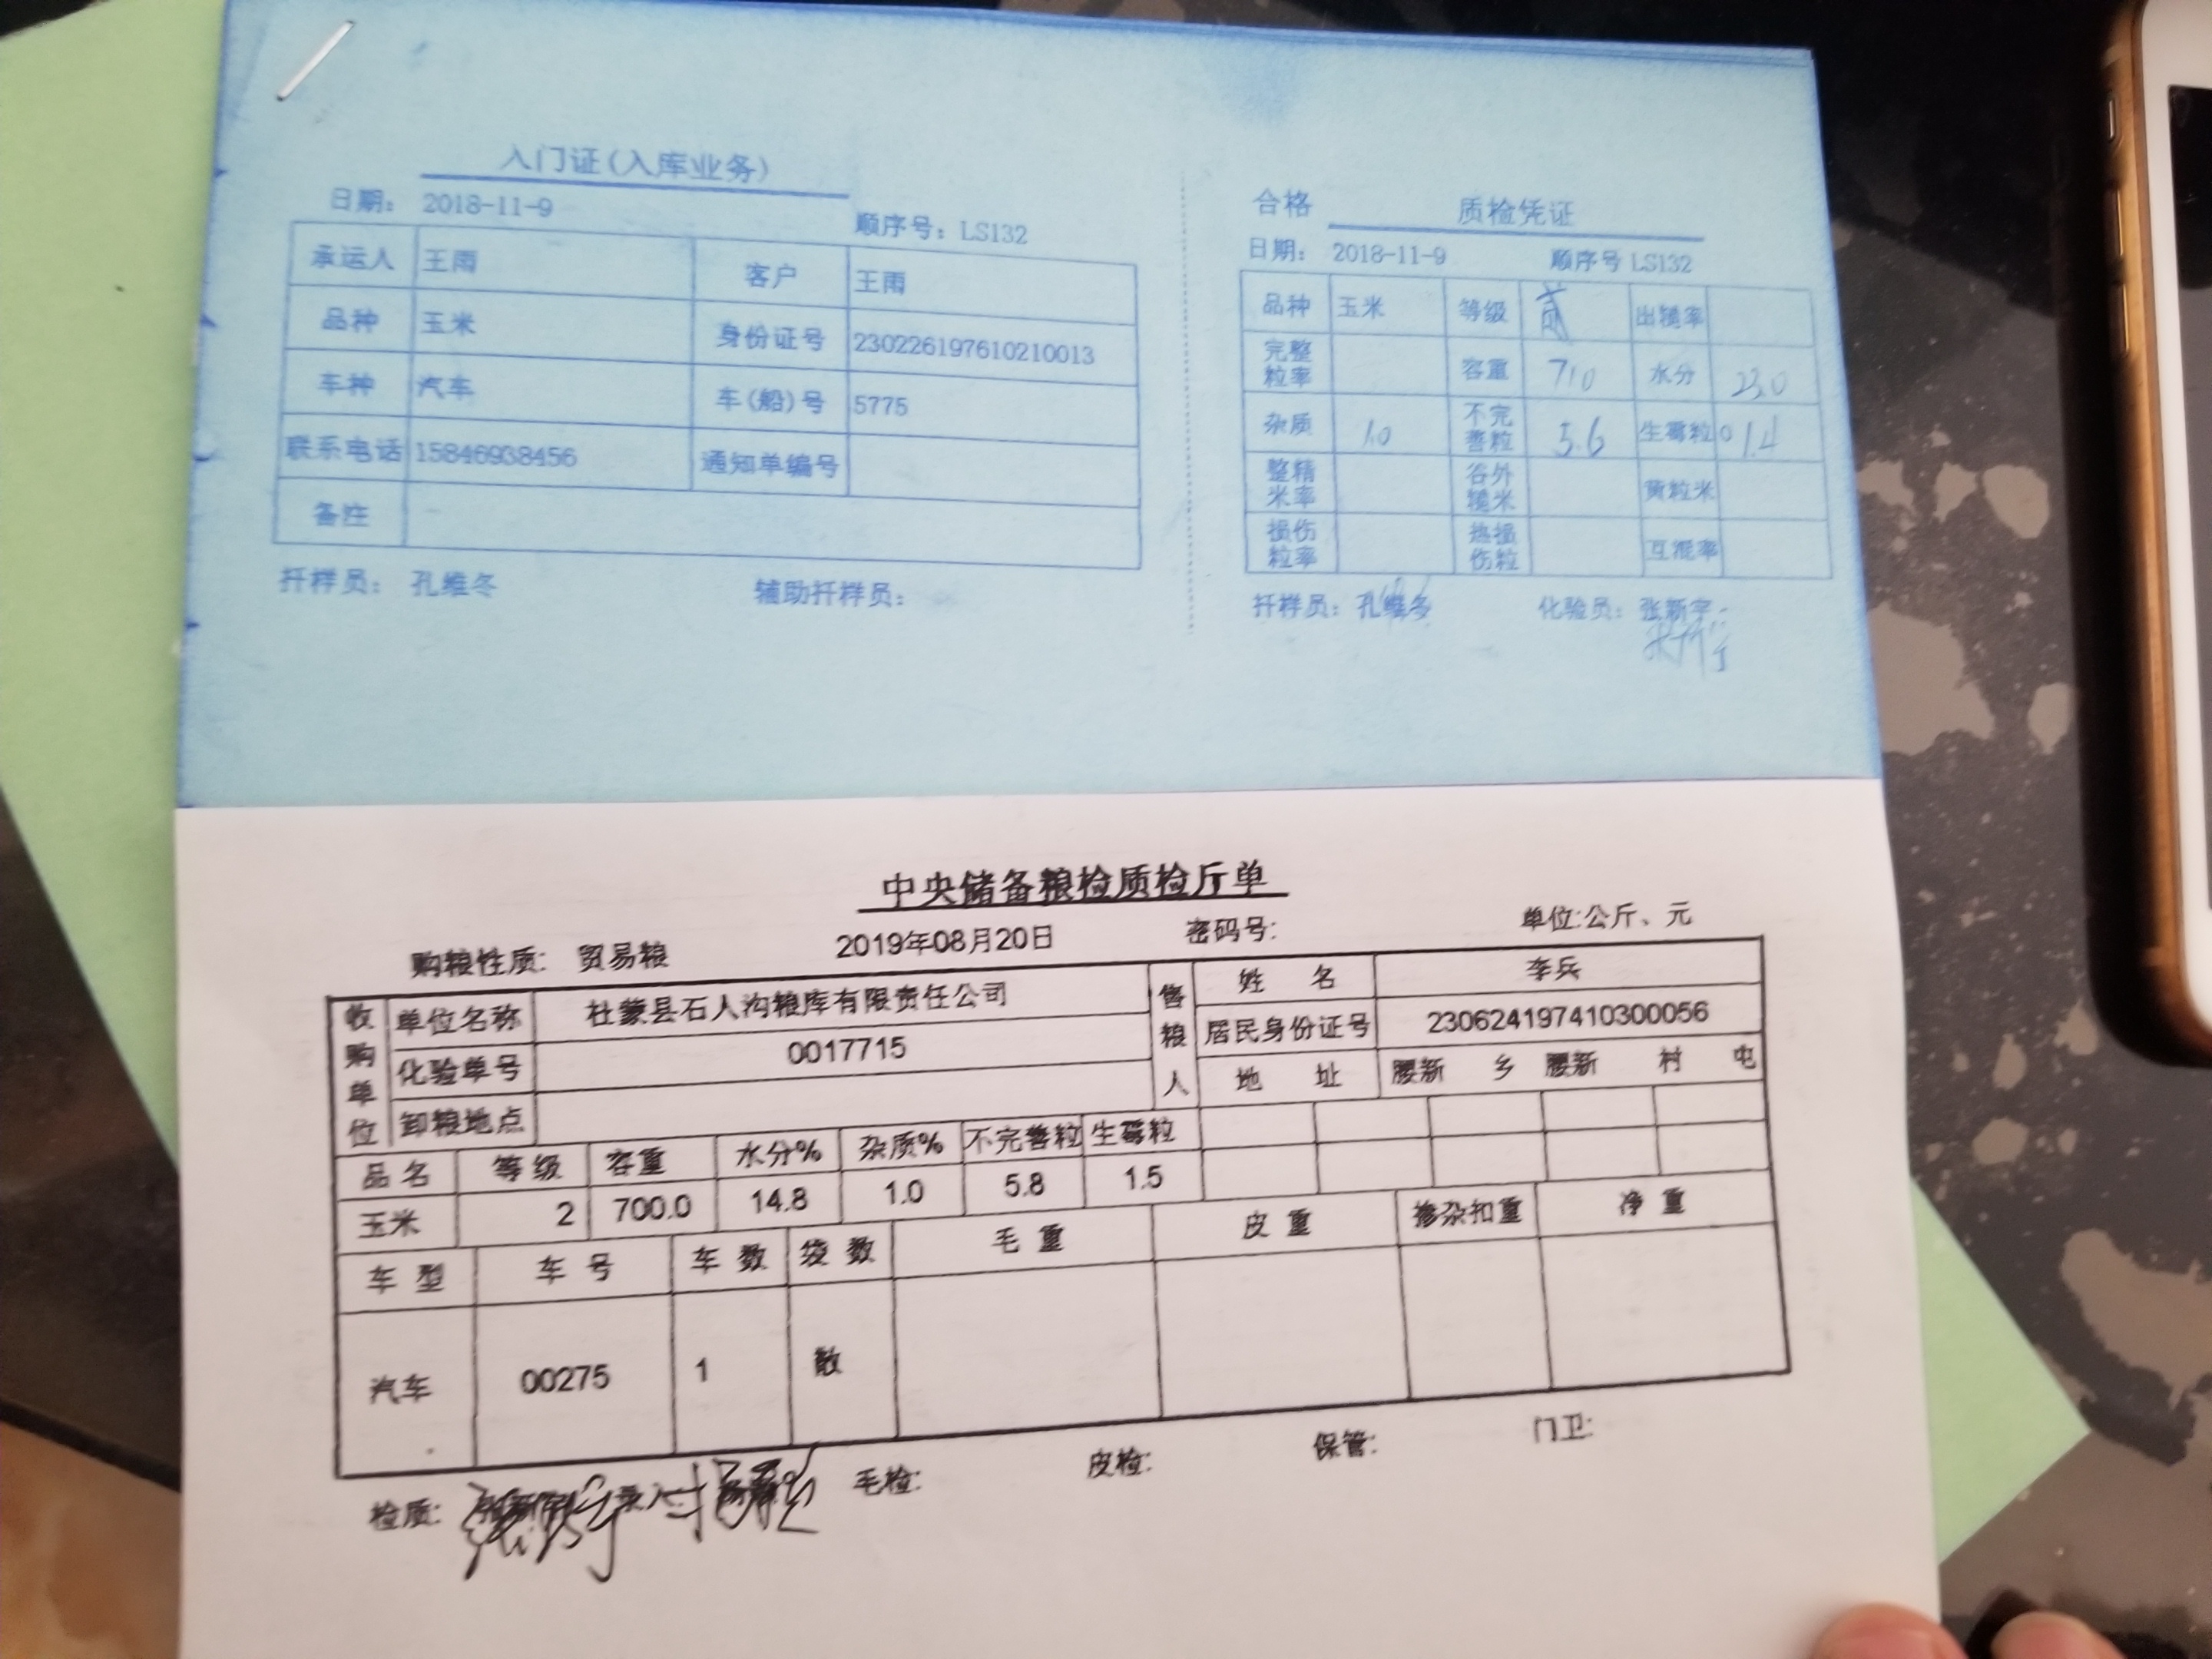 入门证(入库业务)
日期: 2018-11-9 顺序号: LS132
承运人 王雨 客户 王雨
品种 玉米 身份证号 230226197610210013
车种 汽车 车(船)号 5775
联系电话 15846938456 通知单编号
备注
扦样员: 孔维冬 辅助扦样员:
合格 质检凭证
日期: 2018-11-9 顺序号 LS132
品种 玉米 等级 贰 出糙率
完整粒率 容重 710 水分 23.0
杂质 1.0 不完善粒 3.6 生霉粒 1.4
整精米率 谷外糙米 黄粒米
损伤粒率 热损伤粒 互混率
扦样员: 孔维冬 化验员: 张新宇
中央储备粮检质检斤单
购粮性质: 贸易粮 2019年08月20日 密码号: 单位:公斤、元
收购单位 单位名称 杜蒙县石人沟粮库有限责任公司 售粮人 姓名 李兵
化验单号 0017715 居民身份证号 230624197410300056
卸粮地点 地址 腰新 乡 腰新 村 屯
品名 等级 容重 水分% 杂质% 不完善粒 生霉粒
玉米 2 700.0 14.8 1.0 5.8 1.5
车型 车号 车数 袋数 毛重 皮重 掺杂扣重 净重
汽车 002275 1 散
检质: 毛检: 皮检: 保管: 门卫: